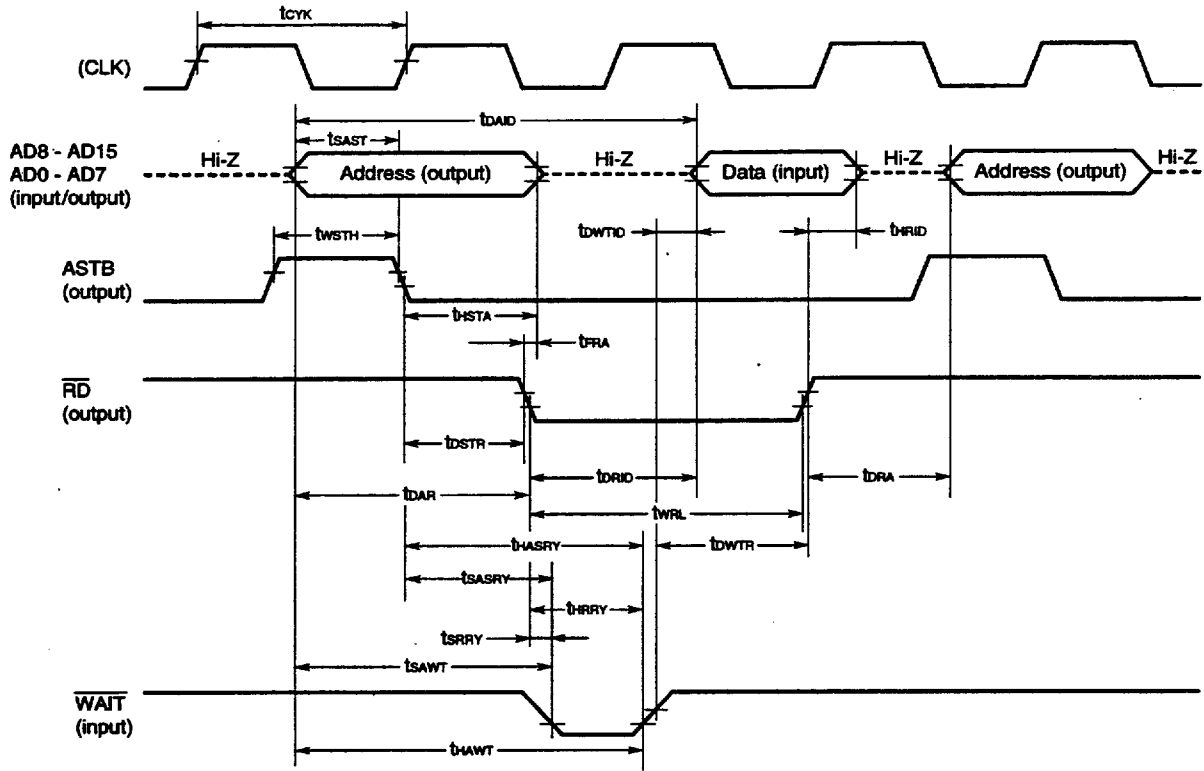 tCYK
(CLK)
tDAID
tSAST
AD8 - AD15
AD0 - AD7
(input/output)
Hi-Z
Address (output)
Hi-Z
Data (input)
Hi-Z
Address (output)
Hi-Z
tWSTH
tDWTID
tHRID
ASTB
(output)
tHSTA
tFRA
RD
(output)
tDSTR
tDRID
tDRA
tDAR
tWRL
tHASRY
tDWTR
tSASRY
tHRRY
tSRRY
tSAWT
WAIT
(input)
tHAWT